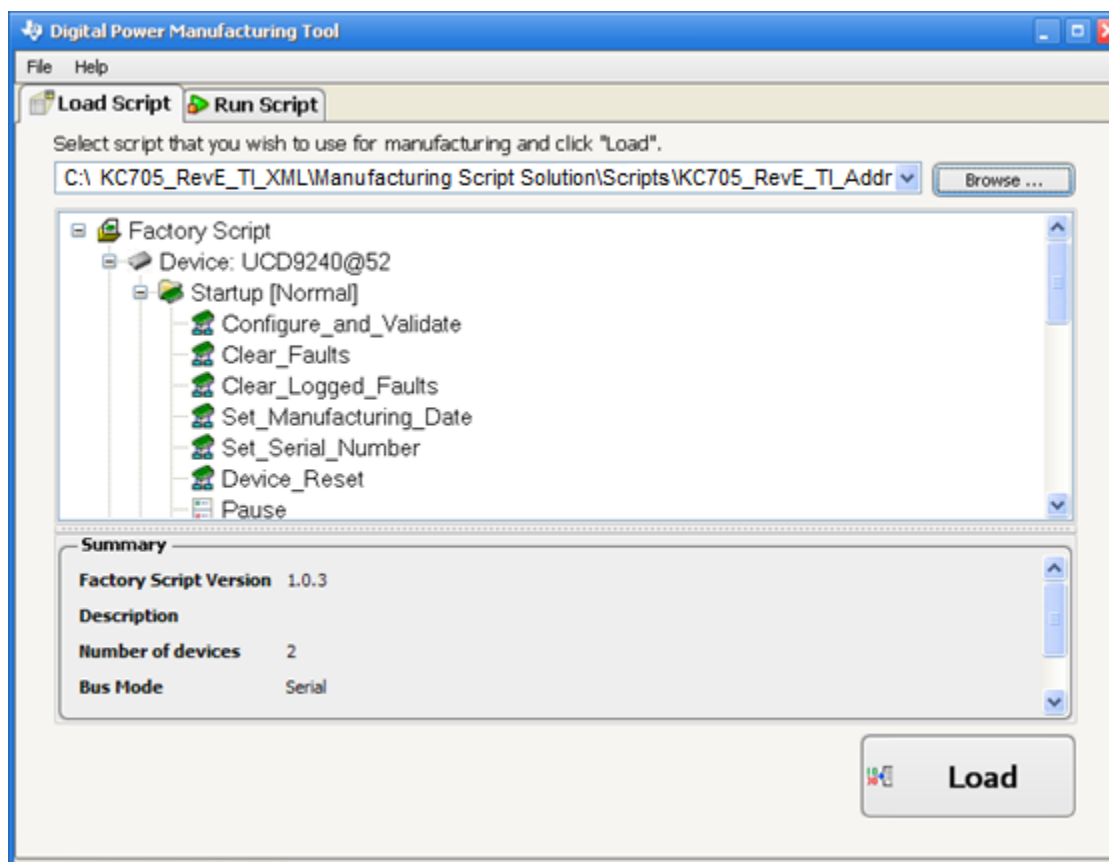 Digital Power Manufacturing Tool
File Help
Load Script Run Script
Select script that you wish to use for manufacturing and click "Load".
C:\ KC705_RevE_TI_XML\Manufacturing Script Solution\Scripts\KC705_RevE_TI_Addr
Browse ...
Factory Script
Device: UCD9240@52
Startup [Normal]
Configure_and_Validate
Clear_Faults
Clear_Logged_Faults
Set_Manufacturing_Date
Set_Serial_Number
Device_Reset
Pause
Summary
Factory Script Version 1.0.3
Description
Number of devices 2
Bus Mode Serial
Load